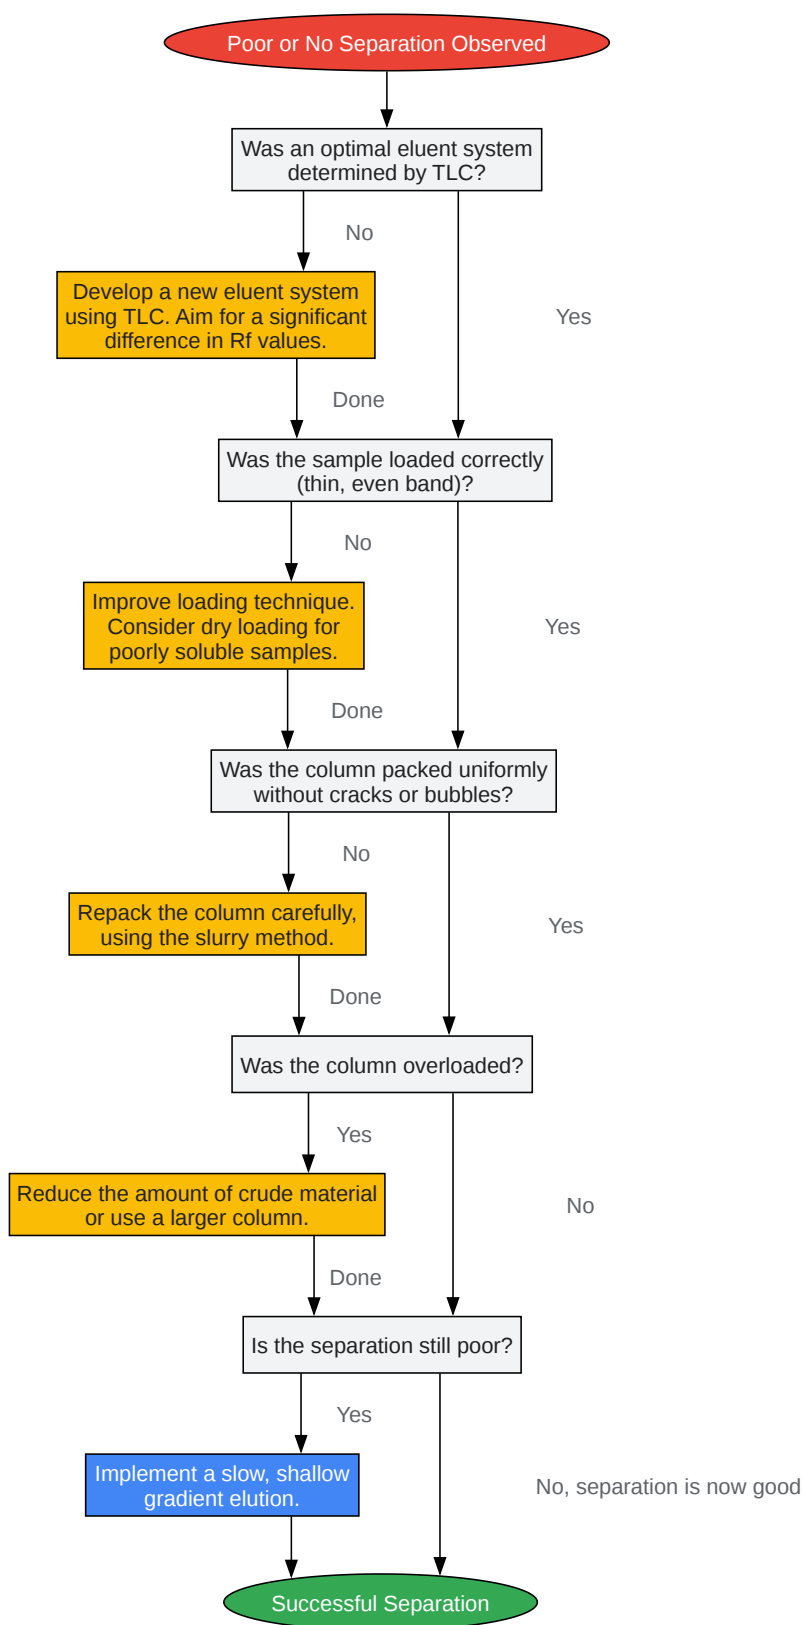 Poor or No Separation Observed
Was an optimal eluent system
determined by TLC?
No
Develop a new eluent system
using TLC. Aim for a significant
difference in Rf values.
Yes
Done
Was the sample loaded correctly
(thin, even band)?
No
Improve loading technique.
Consider dry loading for
poorly soluble samples.
Yes
Done
Was the column packed uniformly
without cracks or bubbles?
No
Repack the column carefully,
using the slurry method.
Yes
Done
Was the column overloaded?
Yes
Reduce the amount of crude material
or use a larger column.
No
Done
Is the separation still poor?
Yes
Implement a slow, shallow
gradient elution.
No, separation is now good
Successful Separation